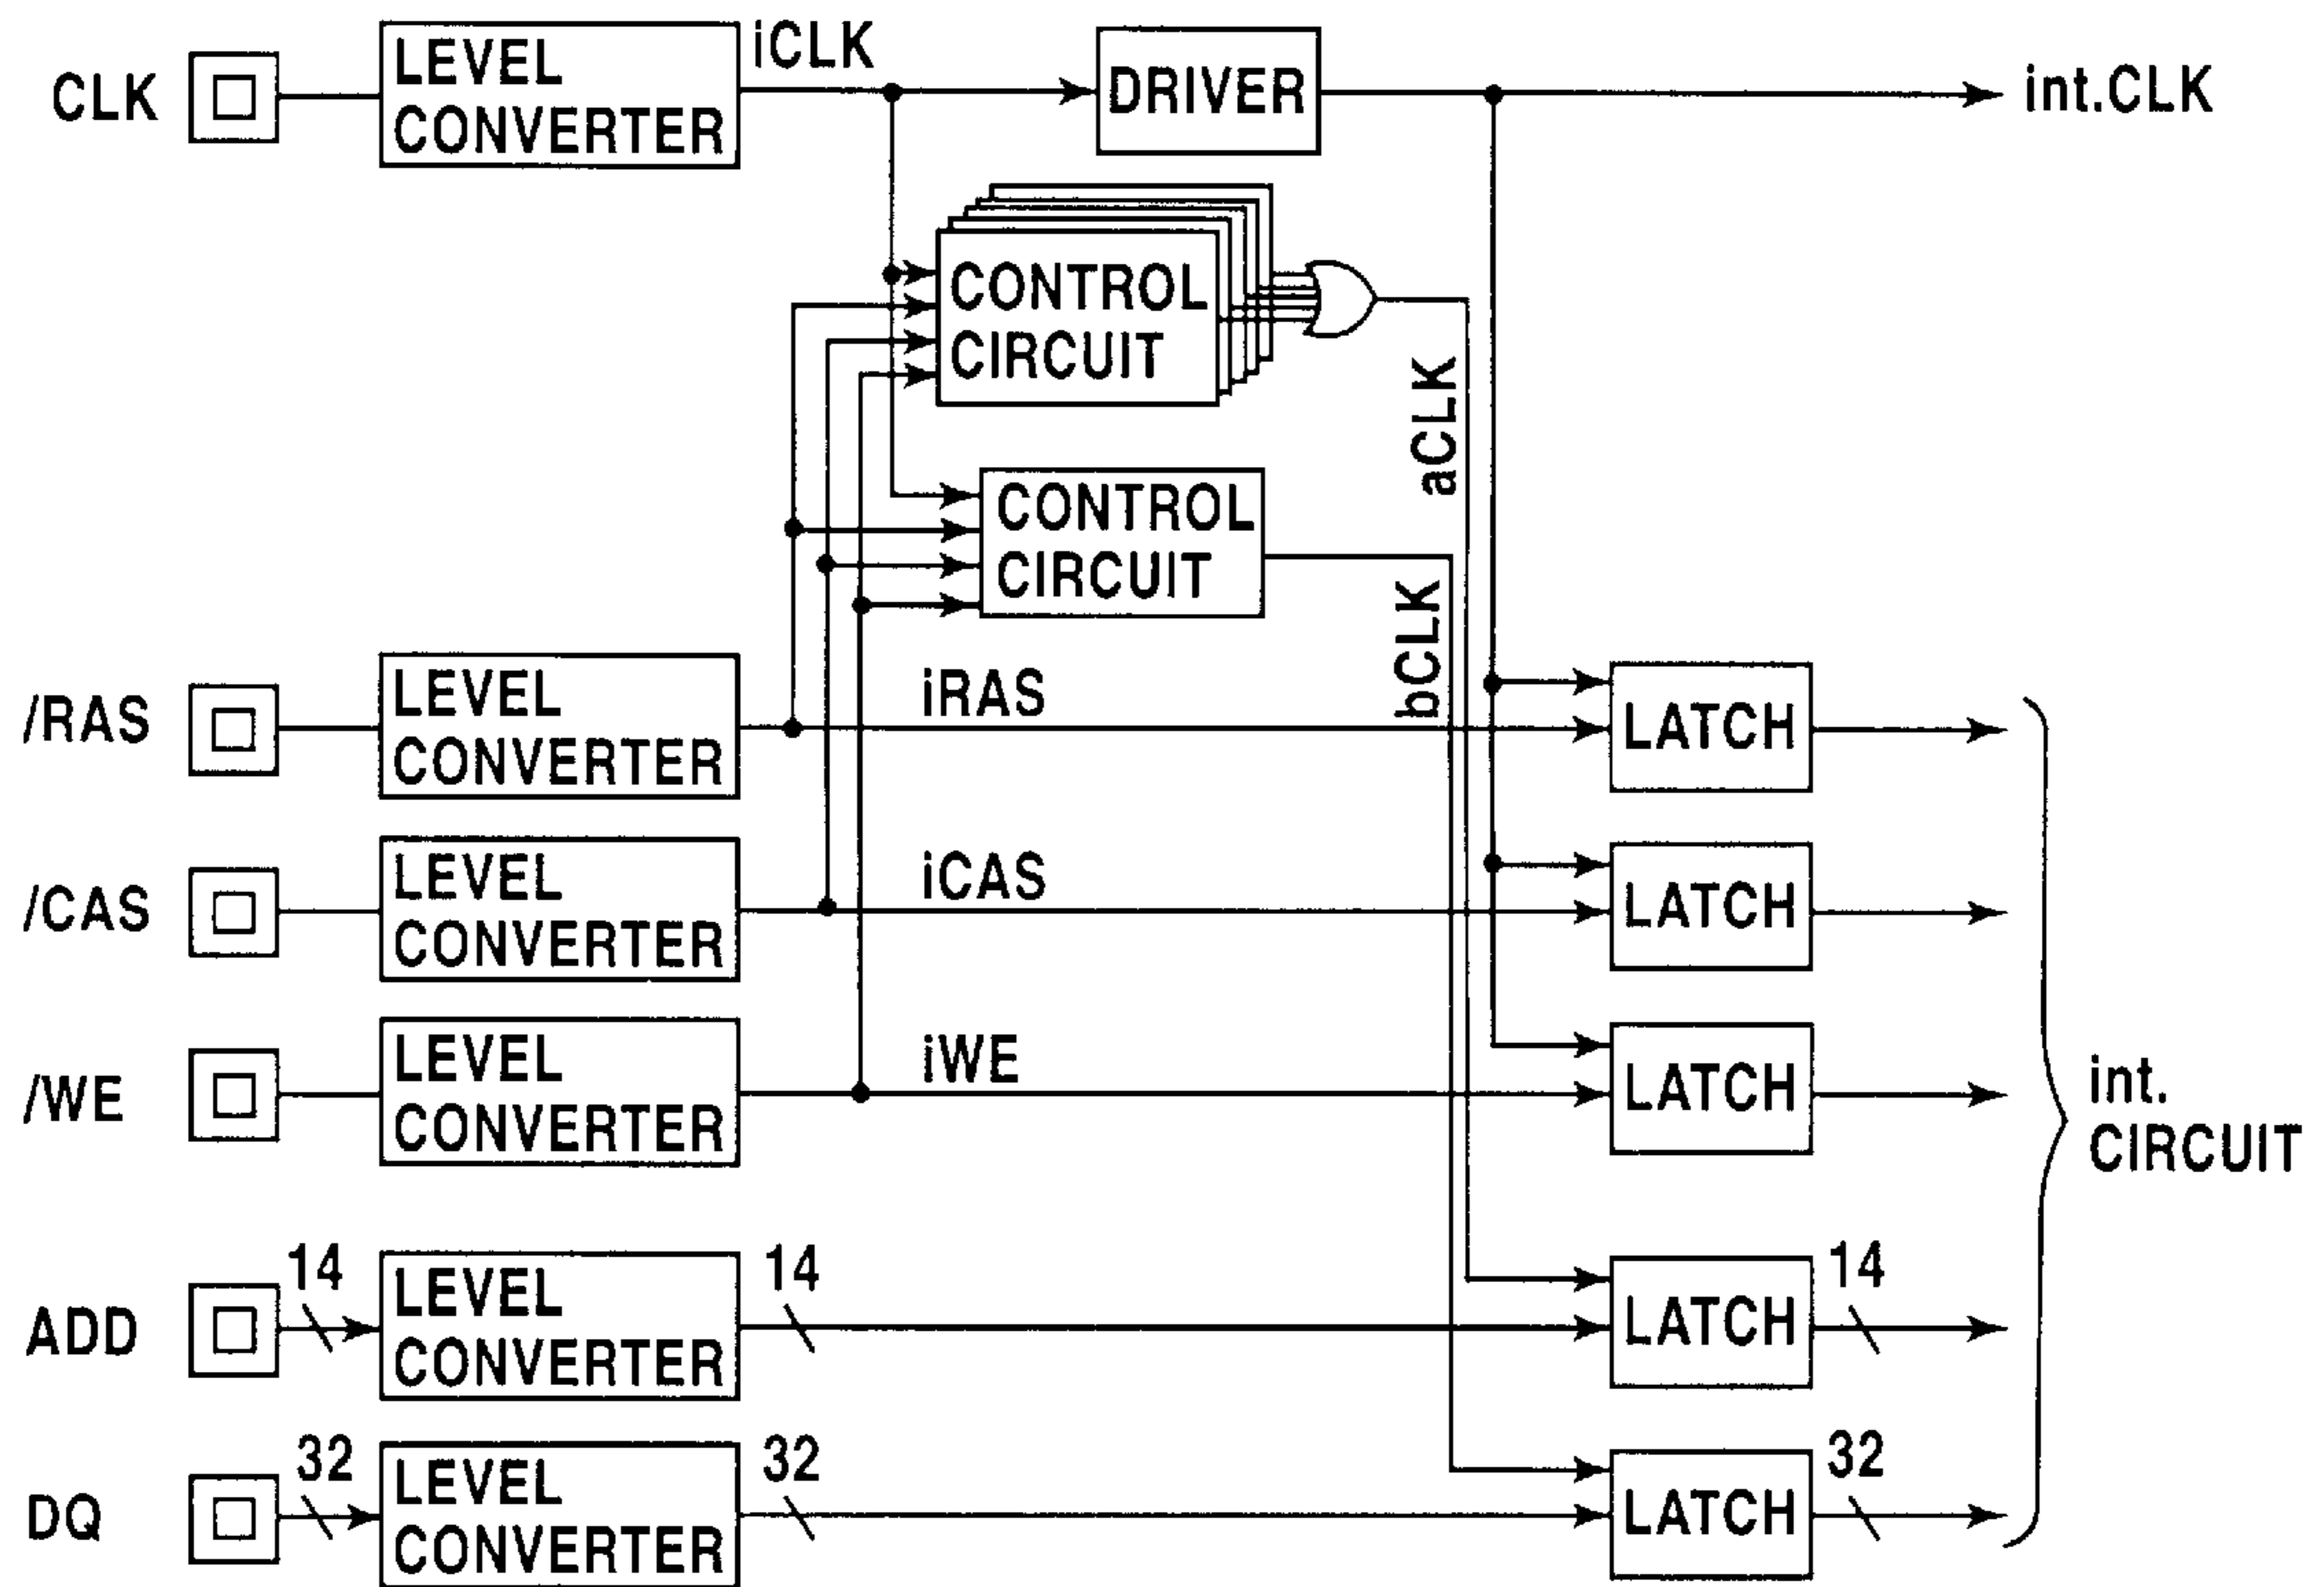 CLK
LEVEL
CONVERTER
iCLK
DRIVER
int.CLK
CONTROL
CIRCUIT
aCLK
CONTROL
CIRCUIT
bCLK
/RAS
LEVEL
CONVERTER
iRAS
LATCH
/CAS
LEVEL
CONVERTER
iCAS
LATCH
/WE
LEVEL
CONVERTER
iWE
LATCH
int.
CIRCUIT
ADD
14
LEVEL
CONVERTER
14
LATCH
14
DQ
32
LEVEL
CONVERTER
32
LATCH
32